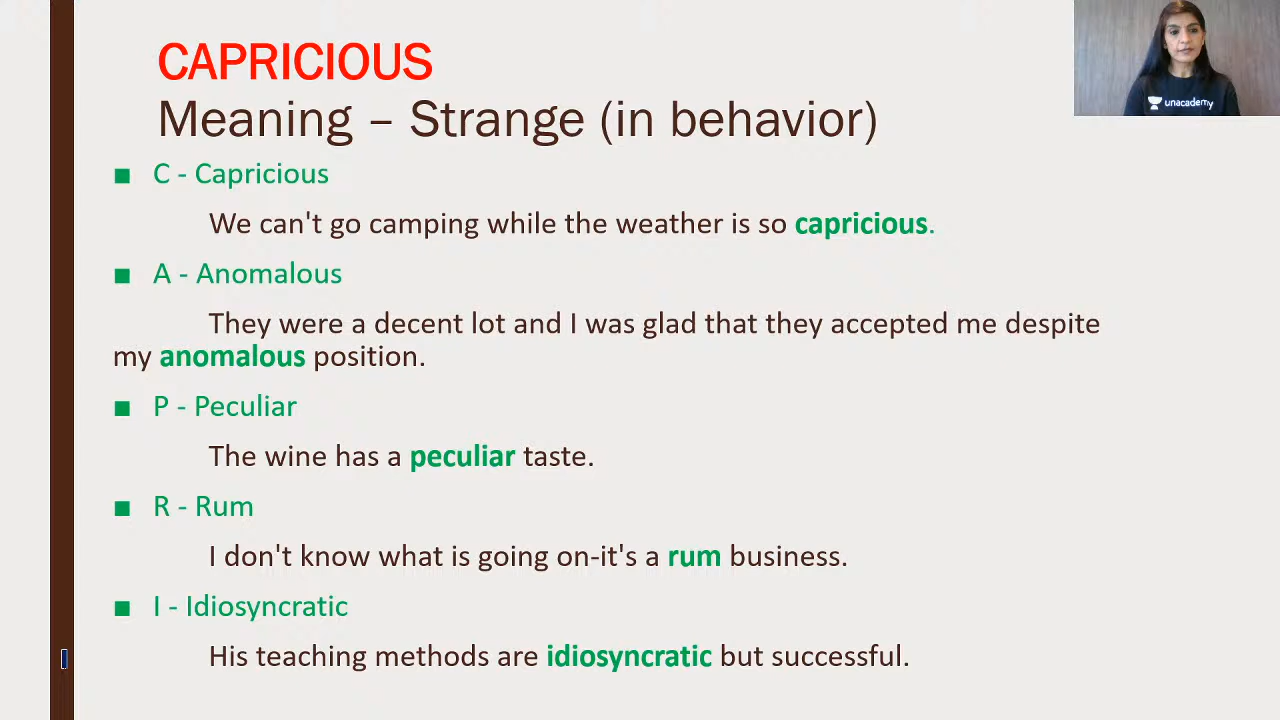 CAPRICIOUS
Meaning – Strange (in behavior)
unacademy
■ C - Capricious
We can't go camping while the weather is so capricious.
■ A - Anomalous
They were a decent lot and I was glad that they accepted me despite
my anomalous position.
■ P - Peculiar
The wine has a peculiar taste.
■ R - Rum
I don't know what is going on-it's a rum business.
■ I - Idiosyncratic
His teaching methods are idiosyncratic but successful.